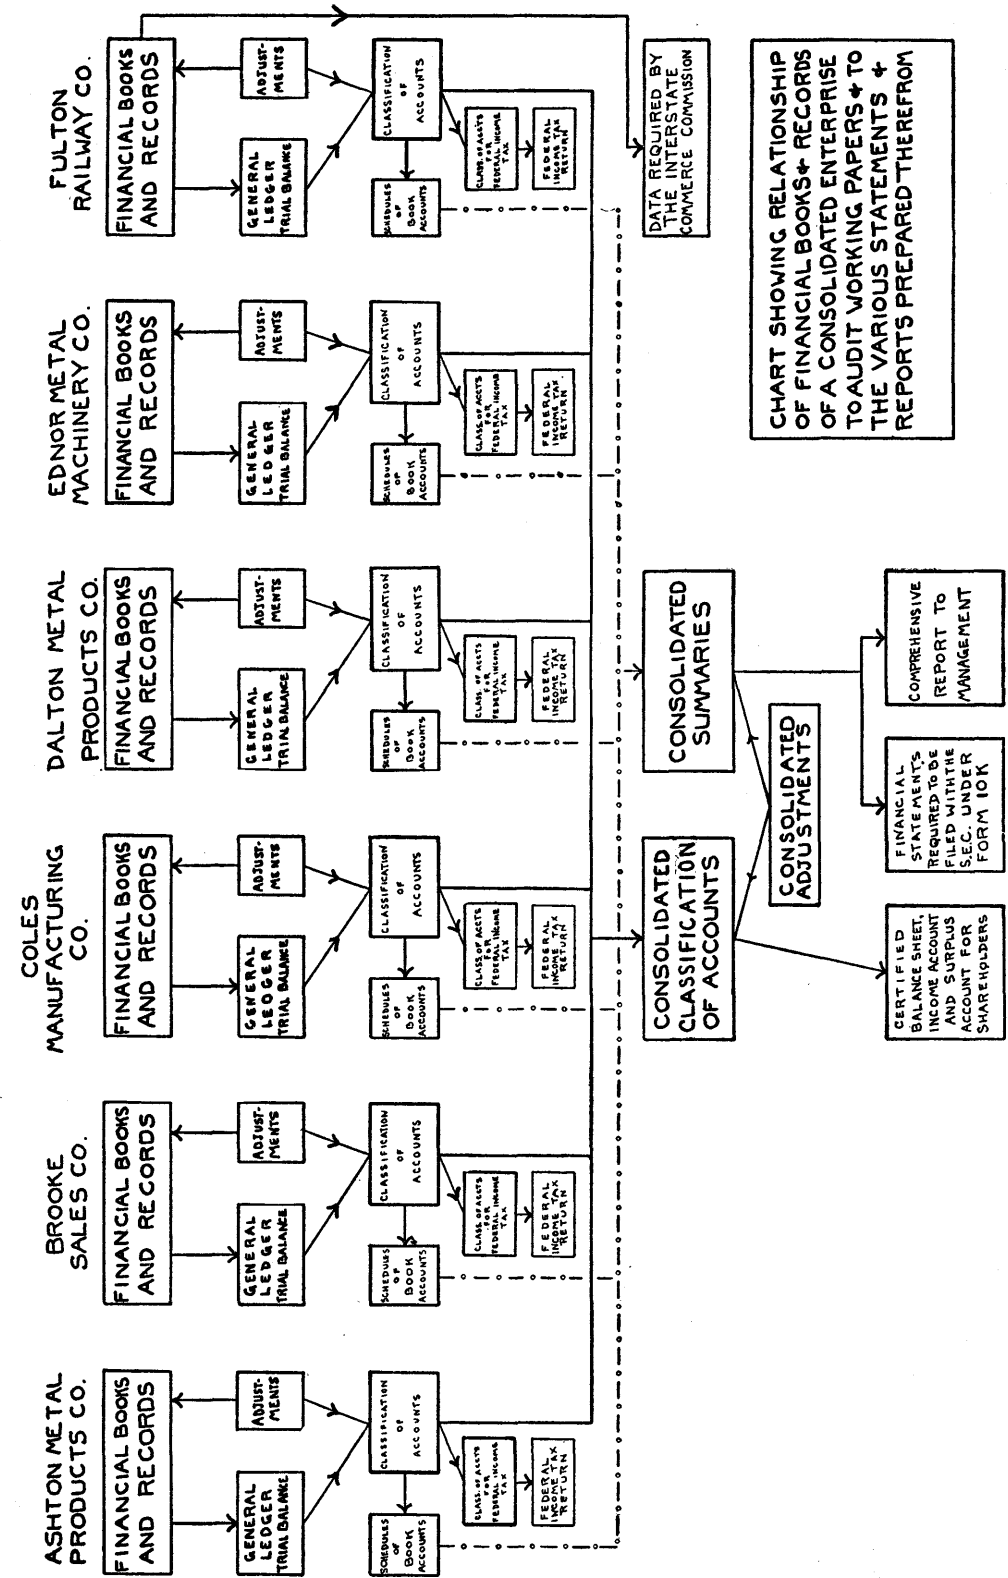 ASHTON METAL
PRODUCTS CO.
FINANCIAL BOOKS
AND RECORDS
GENERAL
LEDGER
TRIAL BALANCE
ADJUST-
MENTS
CLASSIFICATION
OF
ACCOUNTS
SCHEDULES
OF
BOOK
ACCOUNTS
CLASS. OF ACCTS
FOR
FEDERAL INCOME
TAX
FEDERAL
INCOME TAX
RETURN
BROOKE
SALES CO.
FINANCIAL BOOKS
AND RECORDS
GENERAL
LEDGER
TRIAL BALANCE
ADJUST-
MENTS
CLASSIFICATION
OF
ACCOUNTS
SCHEDULES
OF
BOOK
ACCOUNTS
CLASS. OF ACCTS
FOR
FEDERAL INCOME
TAX
FEDERAL
INCOME TAX
RETURN
COLES
MANUFACTURING
CO.
FINANCIAL BOOKS
AND RECORDS
GENERAL
LEDGER
TRIAL BALANCE
ADJUST-
MENTS
CLASSIFICATION
OF
ACCOUNTS
SCHEDULES
OF
BOOK
ACCOUNTS
CLASS. OF ACCTS
FOR
FEDERAL INCOME
TAX
FEDERAL
INCOME TAX
RETURN
DALTON METAL
PRODUCTS CO.
FINANCIAL BOOKS
AND RECORDS
GENERAL
LEDGER
TRIAL BALANCE
ADJUST-
MENTS
CLASSIFICATION
OF
ACCOUNTS
SCHEDULES
OF
BOOK
ACCOUNTS
CLASS. OF ACCTS
FOR
FEDERAL INCOME
TAX
FEDERAL
INCOME TAX
RETURN
EDNOR METAL
MACHINERY CO.
FINANCIAL BOOKS
AND RECORDS
GENERAL
LEDGER
TRIAL BALANCE
ADJUST-
MENTS
CLASSIFICATION
OF
ACCOUNTS
SCHEDULES
OF
BOOK
ACCOUNTS
CLASS. OF ACCTS
FOR
FEDERAL INCOME
TAX
FEDERAL
INCOME TAX
RETURN
FULTON
RAILWAY CO.
FINANCIAL BOOKS
AND RECORDS
GENERAL
LEDGER
TRIAL BALANCE
ADJUST-
MENTS
CLASSIFICATION
OF
ACCOUNTS
SCHEDULES
OF
BOOK
ACCOUNTS
CLASS. OF ACCTS
FOR
FEDERAL INCOME
TAX
FEDERAL
INCOME TAX
RETURN
CONSOLIDATED
CLASSIFICATION
OF ACCOUNTS
CONSOLIDATED
SUMMARIES
DATA REQUIRED BY
THE INTERSTATE
COMMERCE COMMISSION
CONSOLIDATED
ADJUSTMENTS
CERTIFIED
BALANCE SHEET,
INCOME ACCOUNT
AND SURPLUS
ACCOUNT FOR
SHAREHOLDERS
FINANCIAL
STATEMENTS
REQUIRED TO BE
FILED WITH THE
S.E.C. UNDER
FORM 10K
COMPREHENSIVE
REPORT TO
MANAGEMENT
CHART SHOWING RELATIONSHIP
OF FINANCIAL BOOKS & RECORDS
OF A CONSOLIDATED ENTERPRISE
TO AUDIT WORKING PAPERS & TO
THE VARIOUS STATEMENTS &
REPORTS PREPARED THEREFROM